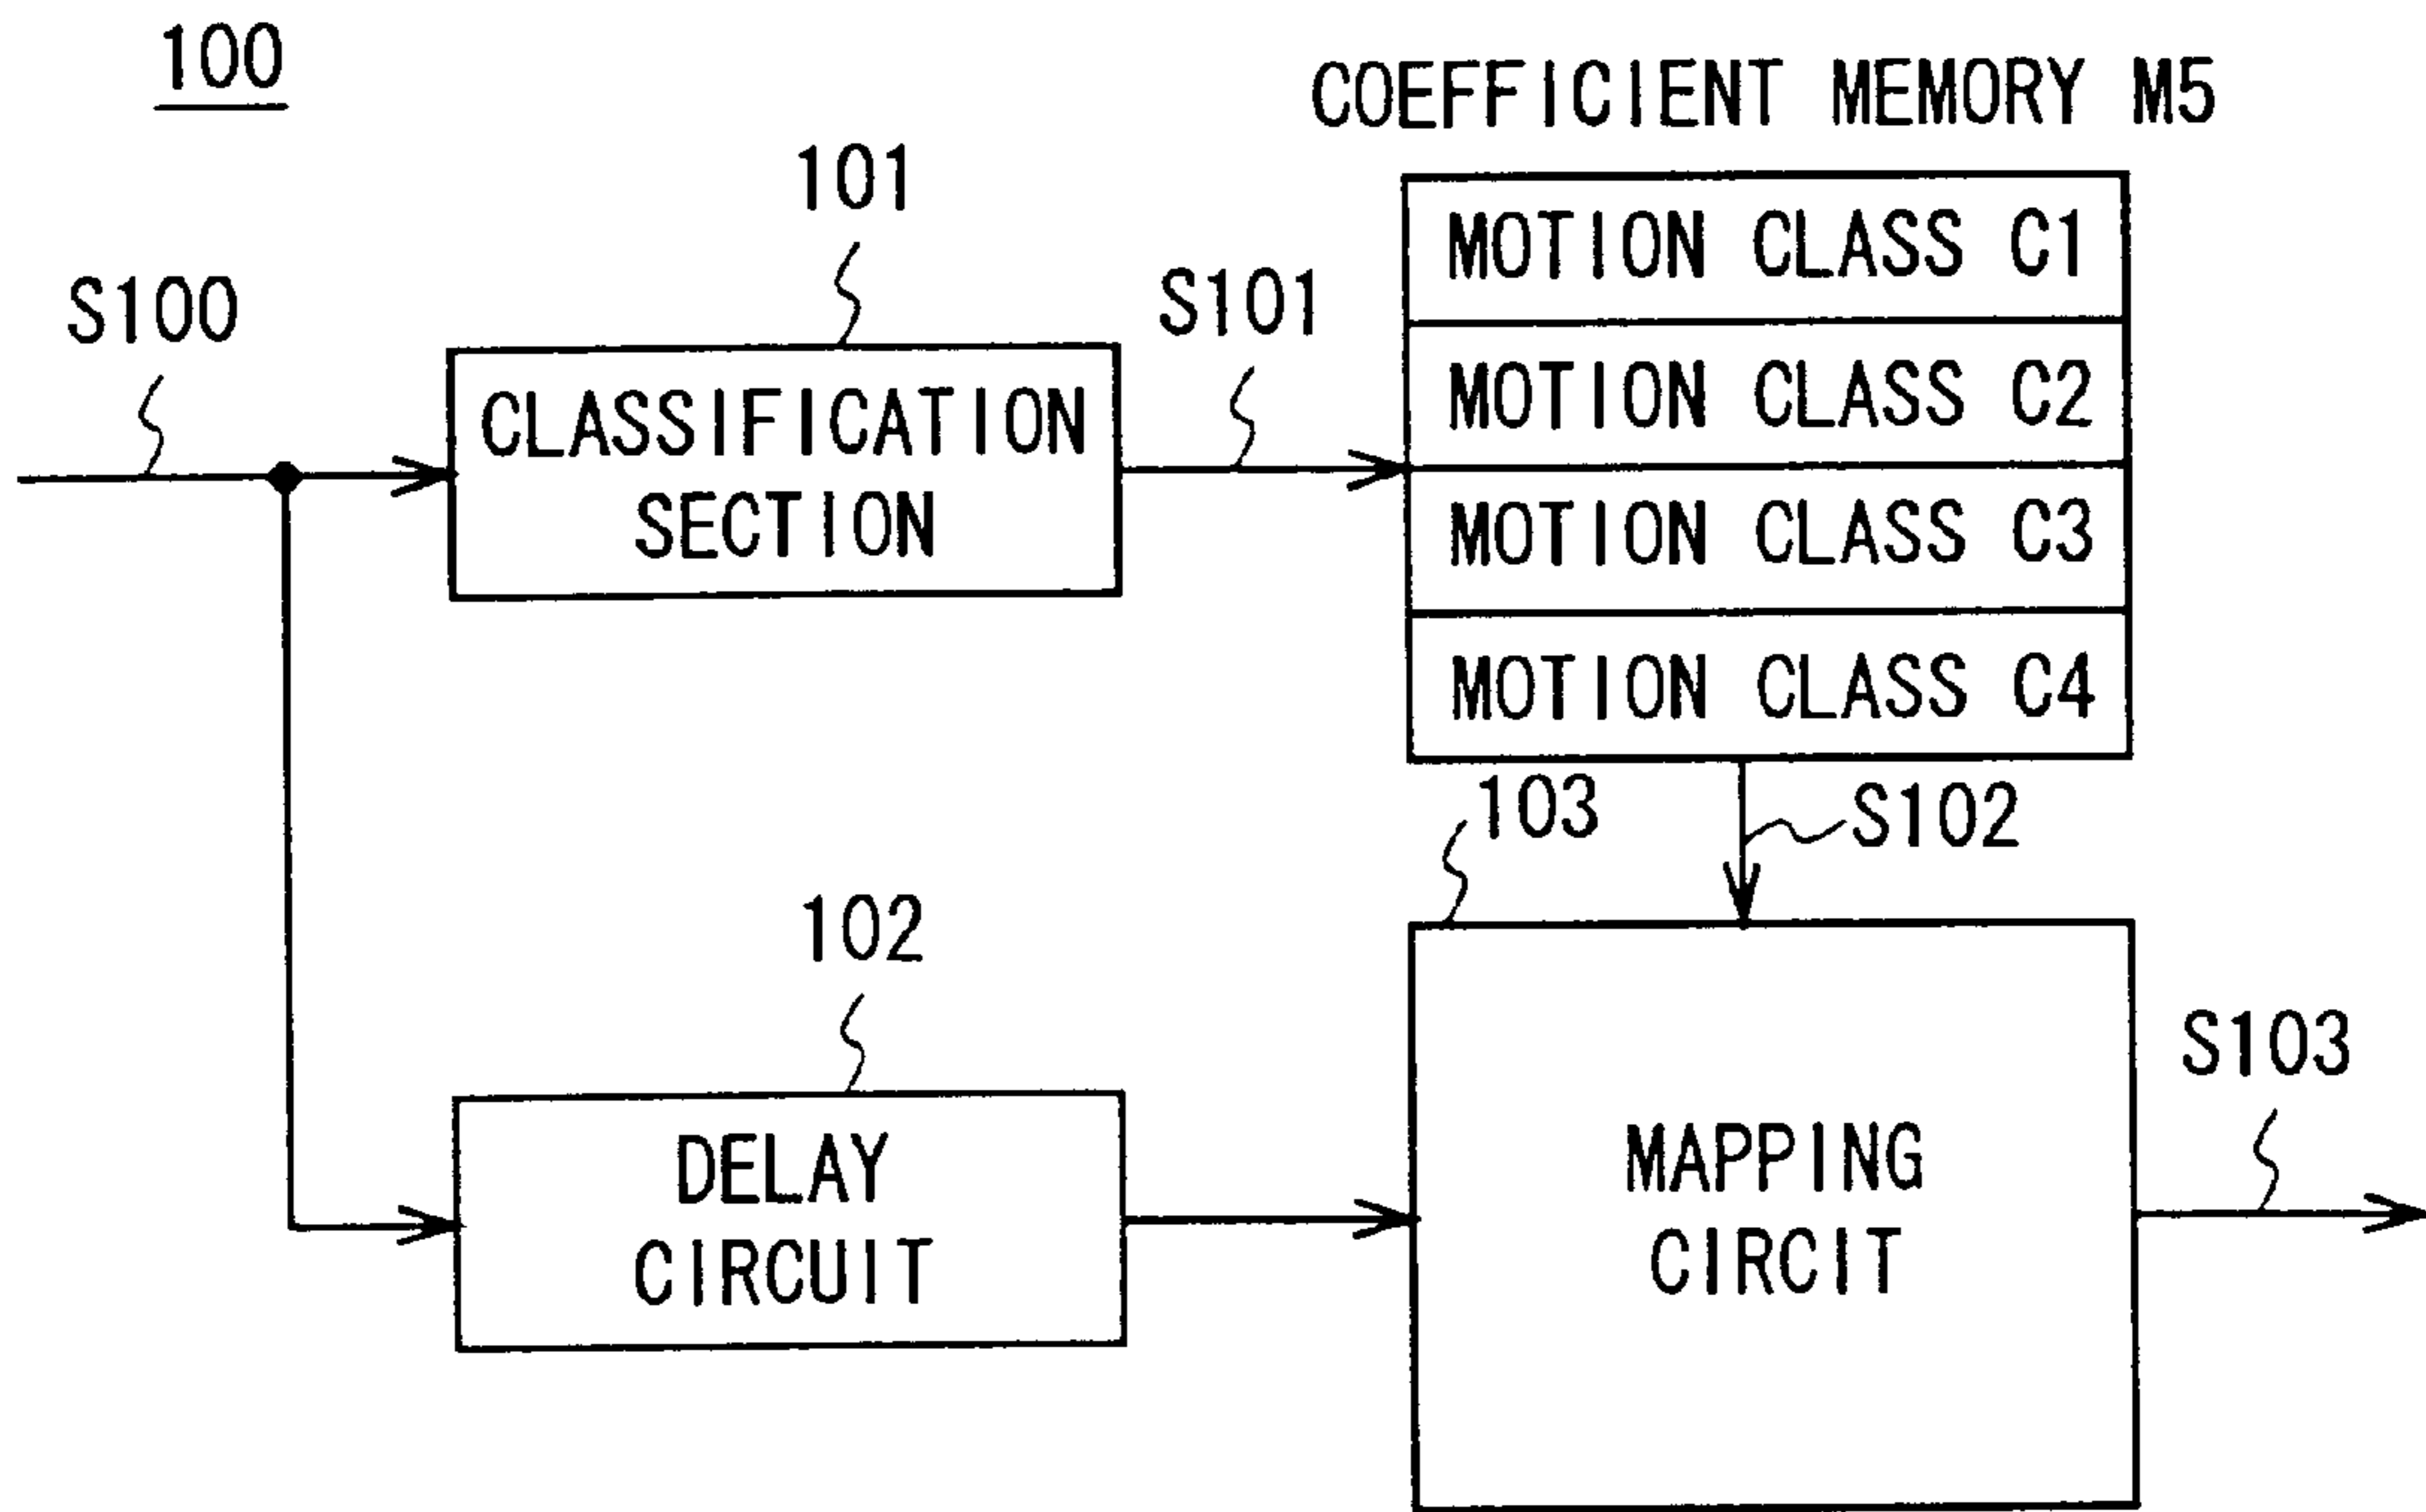 100
COEFFICIENT MEMORY M5
101
S100
S101
MOTION CLASS C1
MOTION CLASS C2
MOTION CLASS C3
MOTION CLASS C4
CLASSIFICATION
SECTION
103
S102
102
S103
DELAY
CIRCUIT
MAPPING
CIRCIT